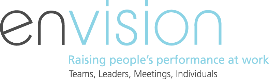 envision
Raising people's performance at work
Teams, Leaders, Meetings, Individuals